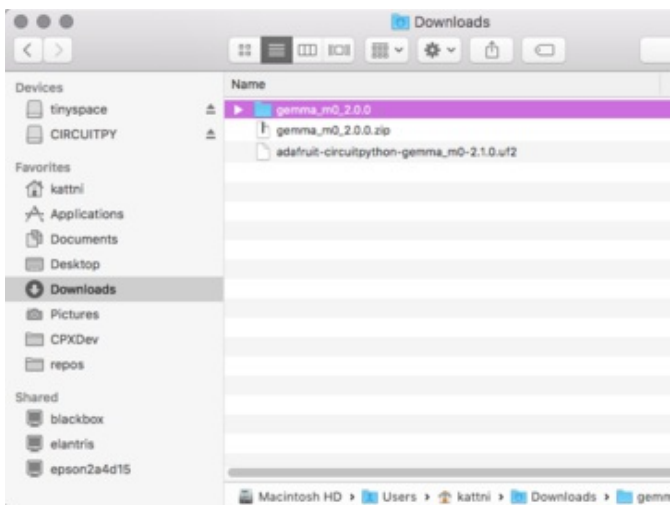 Downloads
Devices
tinyspace
CIRCUITPY
Favorites
kattni
Applications
Documents
Desktop
Downloads
Pictures
CPXDev
repos
Shared
blackbox
elantris
epson2a4d15
Name
gemma_m0_2.0.0
gemma_m0_2.0.0.zip
adafruit-circuitpython-gemma_m0-2.1.0.uf2
Macintosh HD Users kattni Downloads gemm